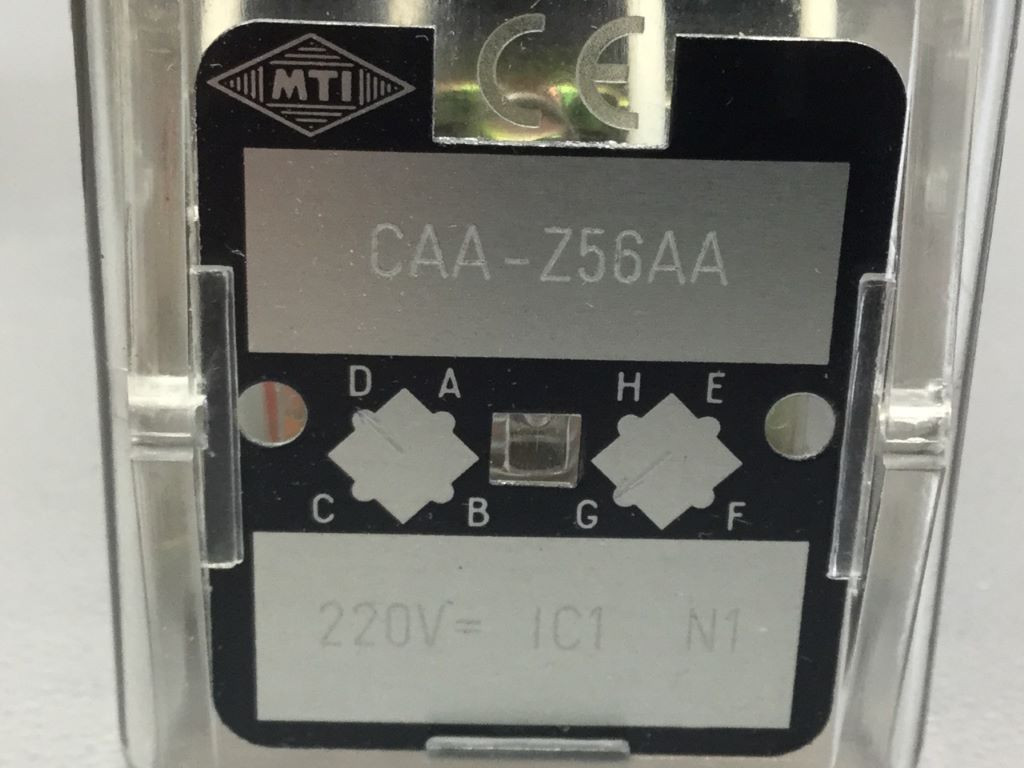 MTI
CE
CAA-Z56AA
D A H E
C B G F
220V= IC1 N1